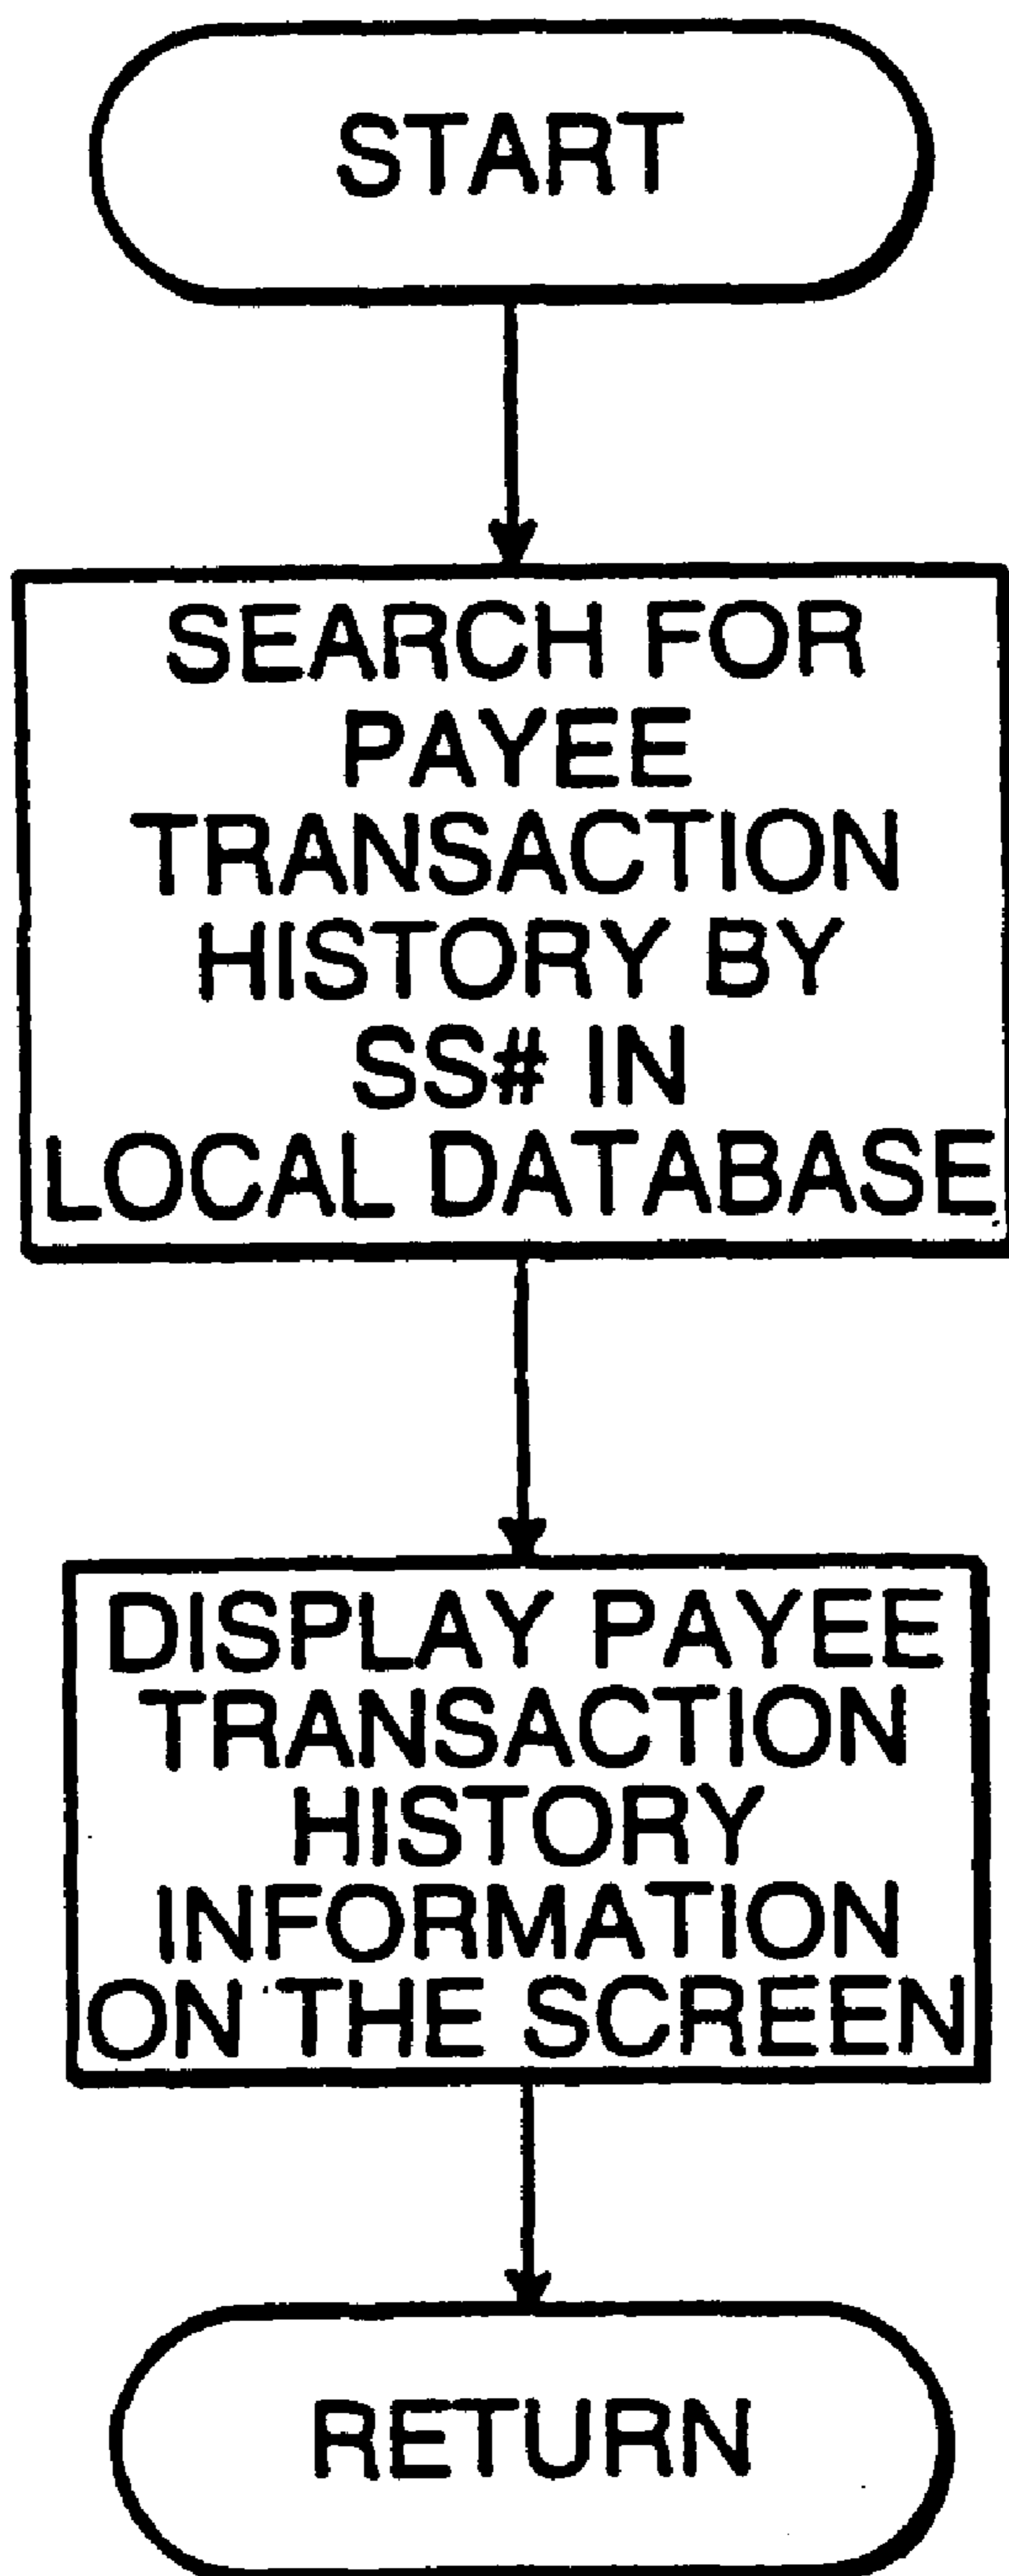 START
SEARCH FOR
PAYEE
TRANSACTION
HISTORY BY
SS# IN
LOCAL DATABASE
DISPLAY PAYEE
TRANSACTION
HISTORY
INFORMATION
ON THE SCREEN
RETURN